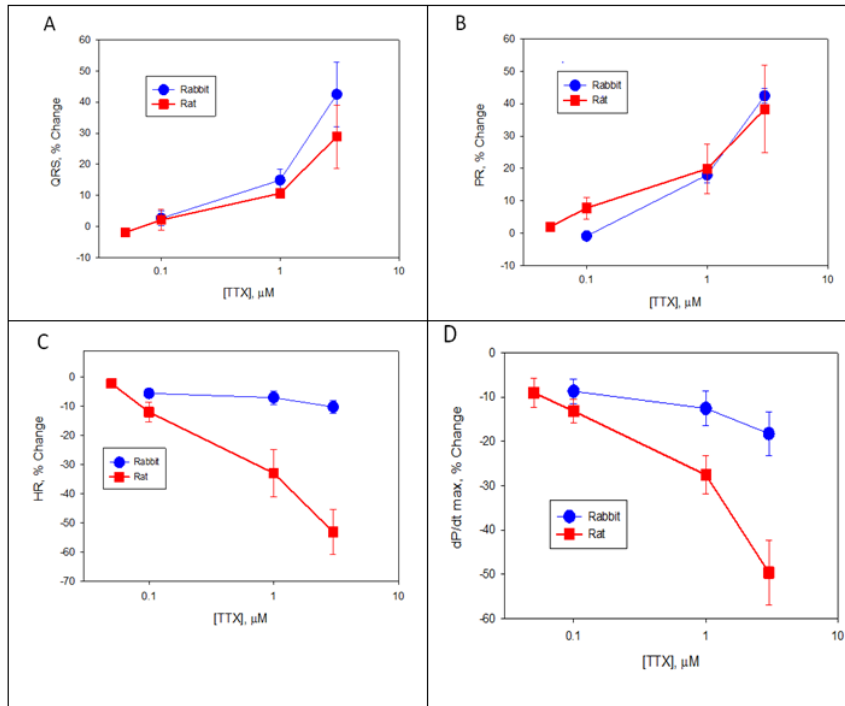 A
QRS, % Change
60
50
40
30
20
10
0
-10
Rabbit
Rat
0.1 1 10
[TTX], μM
B
PR, % Change
60
50
40
30
20
10
0
-10
Rabbit
Rat
0.1 1 10
[TTX], μM
C
HR, % Change
0
-10
-20
-30
-40
-50
-60
-70
Rabbit
Rat
0.1 1 10
[TTX], μM
D
dP/dt max, % Change
0
-10
-20
-30
-40
-50
-60
Rabbit
Rat
0.1 1 10
[TTX], μM